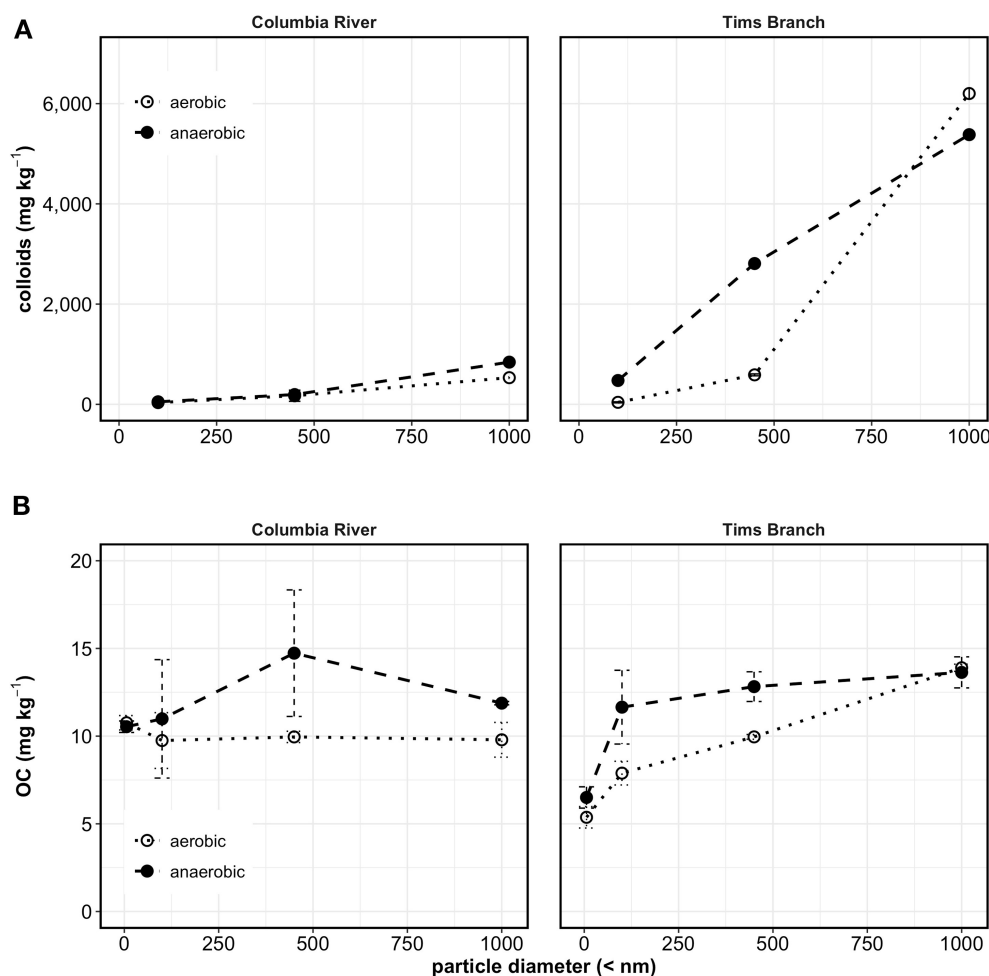 A
Columbia River
Tims Branch
colloids (mg kg⁻¹)
6,000
4,000
2,000
0
aerobic
anaerobic
0 250 500 750 1000
0 250 500 750 1000
B
Columbia River
Tims Branch
OC (mg kg⁻¹)
20
15
10
5
0
aerobic
anaerobic
0 250 500 750 1000
0 250 500 750 1000
particle diameter (< nm)